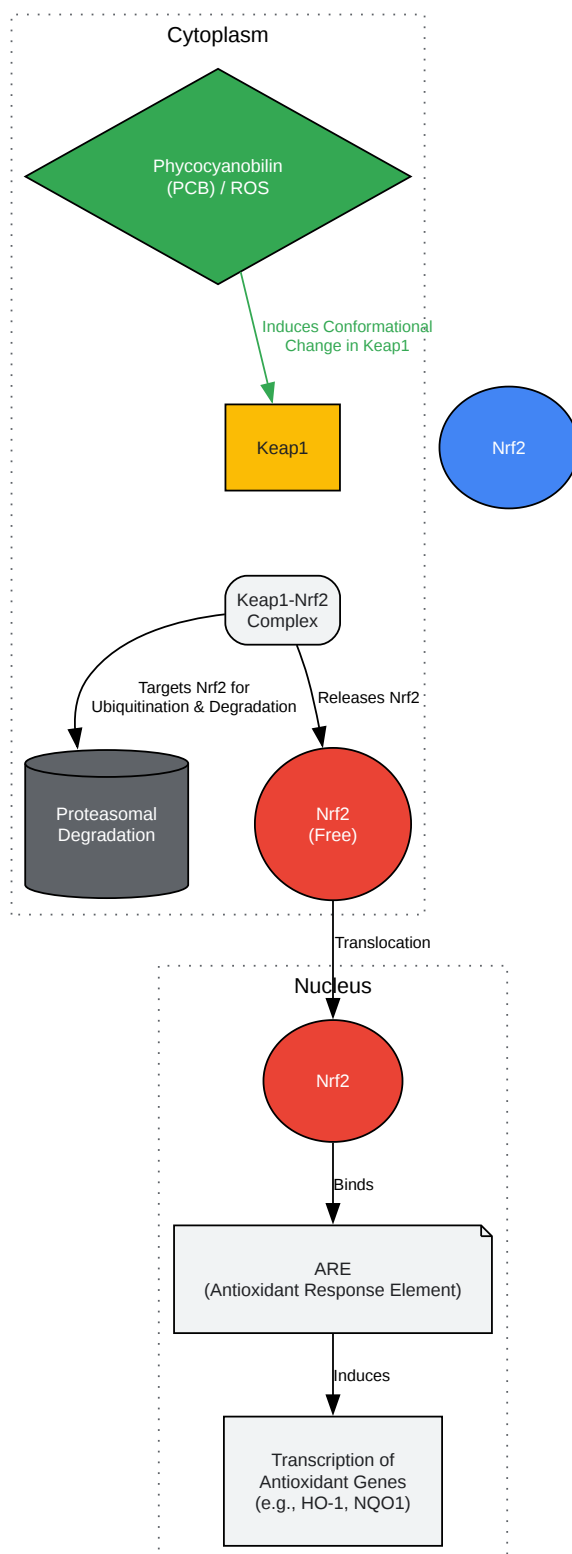 Cytoplasm
Phycocyanobilin
(PCB) / ROS
Induces Conformational
Change in Keap1
Keap1
Nrf2
Keap1-Nrf2
Complex
Targets Nrf2 for
Ubiquitination & Degradation
Releases Nrf2
Proteasomal
Degradation
Nrf2
(Free)
Translocation
Nucleus
Nrf2
Binds
ARE
(Antioxidant Response Element)
Induces
Transcription of
Antioxidant Genes
(e.g., HO-1, NQO1)